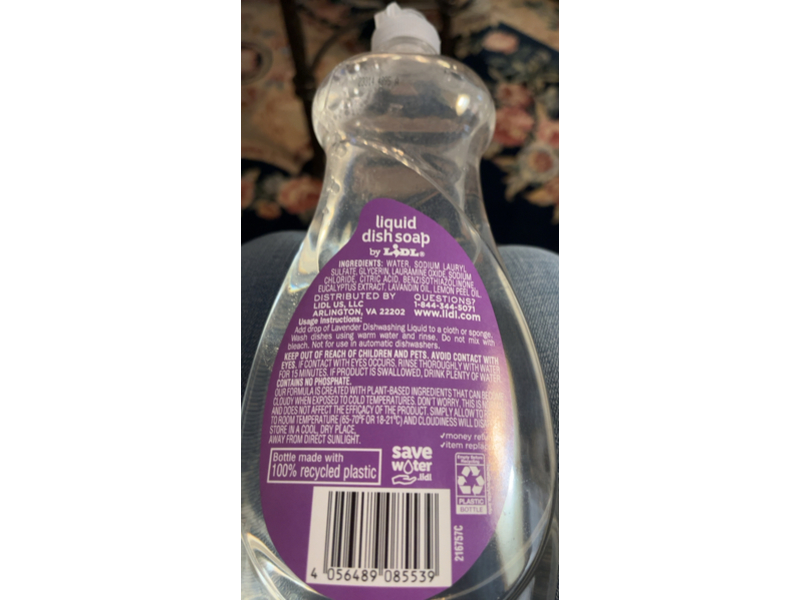 liquid
dish soap
by LIDL®
INGREDIENTS: WATER, SODIUM LAURYL
SULFATE, GLYCERIN, LAURAMINE OXIDE, SODIUM
CHLORIDE, CITRIC ACID, BENZISOTHIAZOLINONE,
EUCALYPTUS EXTRACT, LAVANDIN OIL, LEMON PEEL OIL.
DISTRIBUTED BY
LIDL US, LLC
ARLINGTON, VA 22202
QUESTIONS?
1-844-344-5071
www.lidl.com
Usage Instructions:
Add drop of Lavender Dishwashing Liquid to a cloth or sponge.
Wash dishes using warm water and rinse. Do not mix with
bleach. Not for use in automatic dishwashers.
KEEP OUT OF REACH OF CHILDREN AND PETS. AVOID CONTACT WITH
EYES. IF CONTACT WITH EYES OCCURS, RINSE THOROUGHLY WITH WATER
FOR 15 MINUTES. IF PRODUCT IS SWALLOWED, DRINK PLENTY OF WATER.
CONTAINS NO PHOSPHATE.
OUR FORMULA IS CREATED WITH PLANT-BASED INGREDIENTS THAT CAN
CLOUDY WHEN EXPOSED TO COLD TEMPERATURES. DON'T WORRY, THIS IS
AND DOES NOT AFFECT THE EFFICACY OF THE PRODUCT. SIMPLY ALLOW TO
TO ROOM TEMPERATURE (65-70°F OR 18-21°C) AND CLOUDINESS WILL
STORE IN A COOL, DRY PLACE,
AWAY FROM DIRECT SUNLIGHT.
✓money
✓item
Bottle made with
100% recycled plastic
save
water
.lidl
PLASTIC
BOTTLE
216757C
4 056489 085539